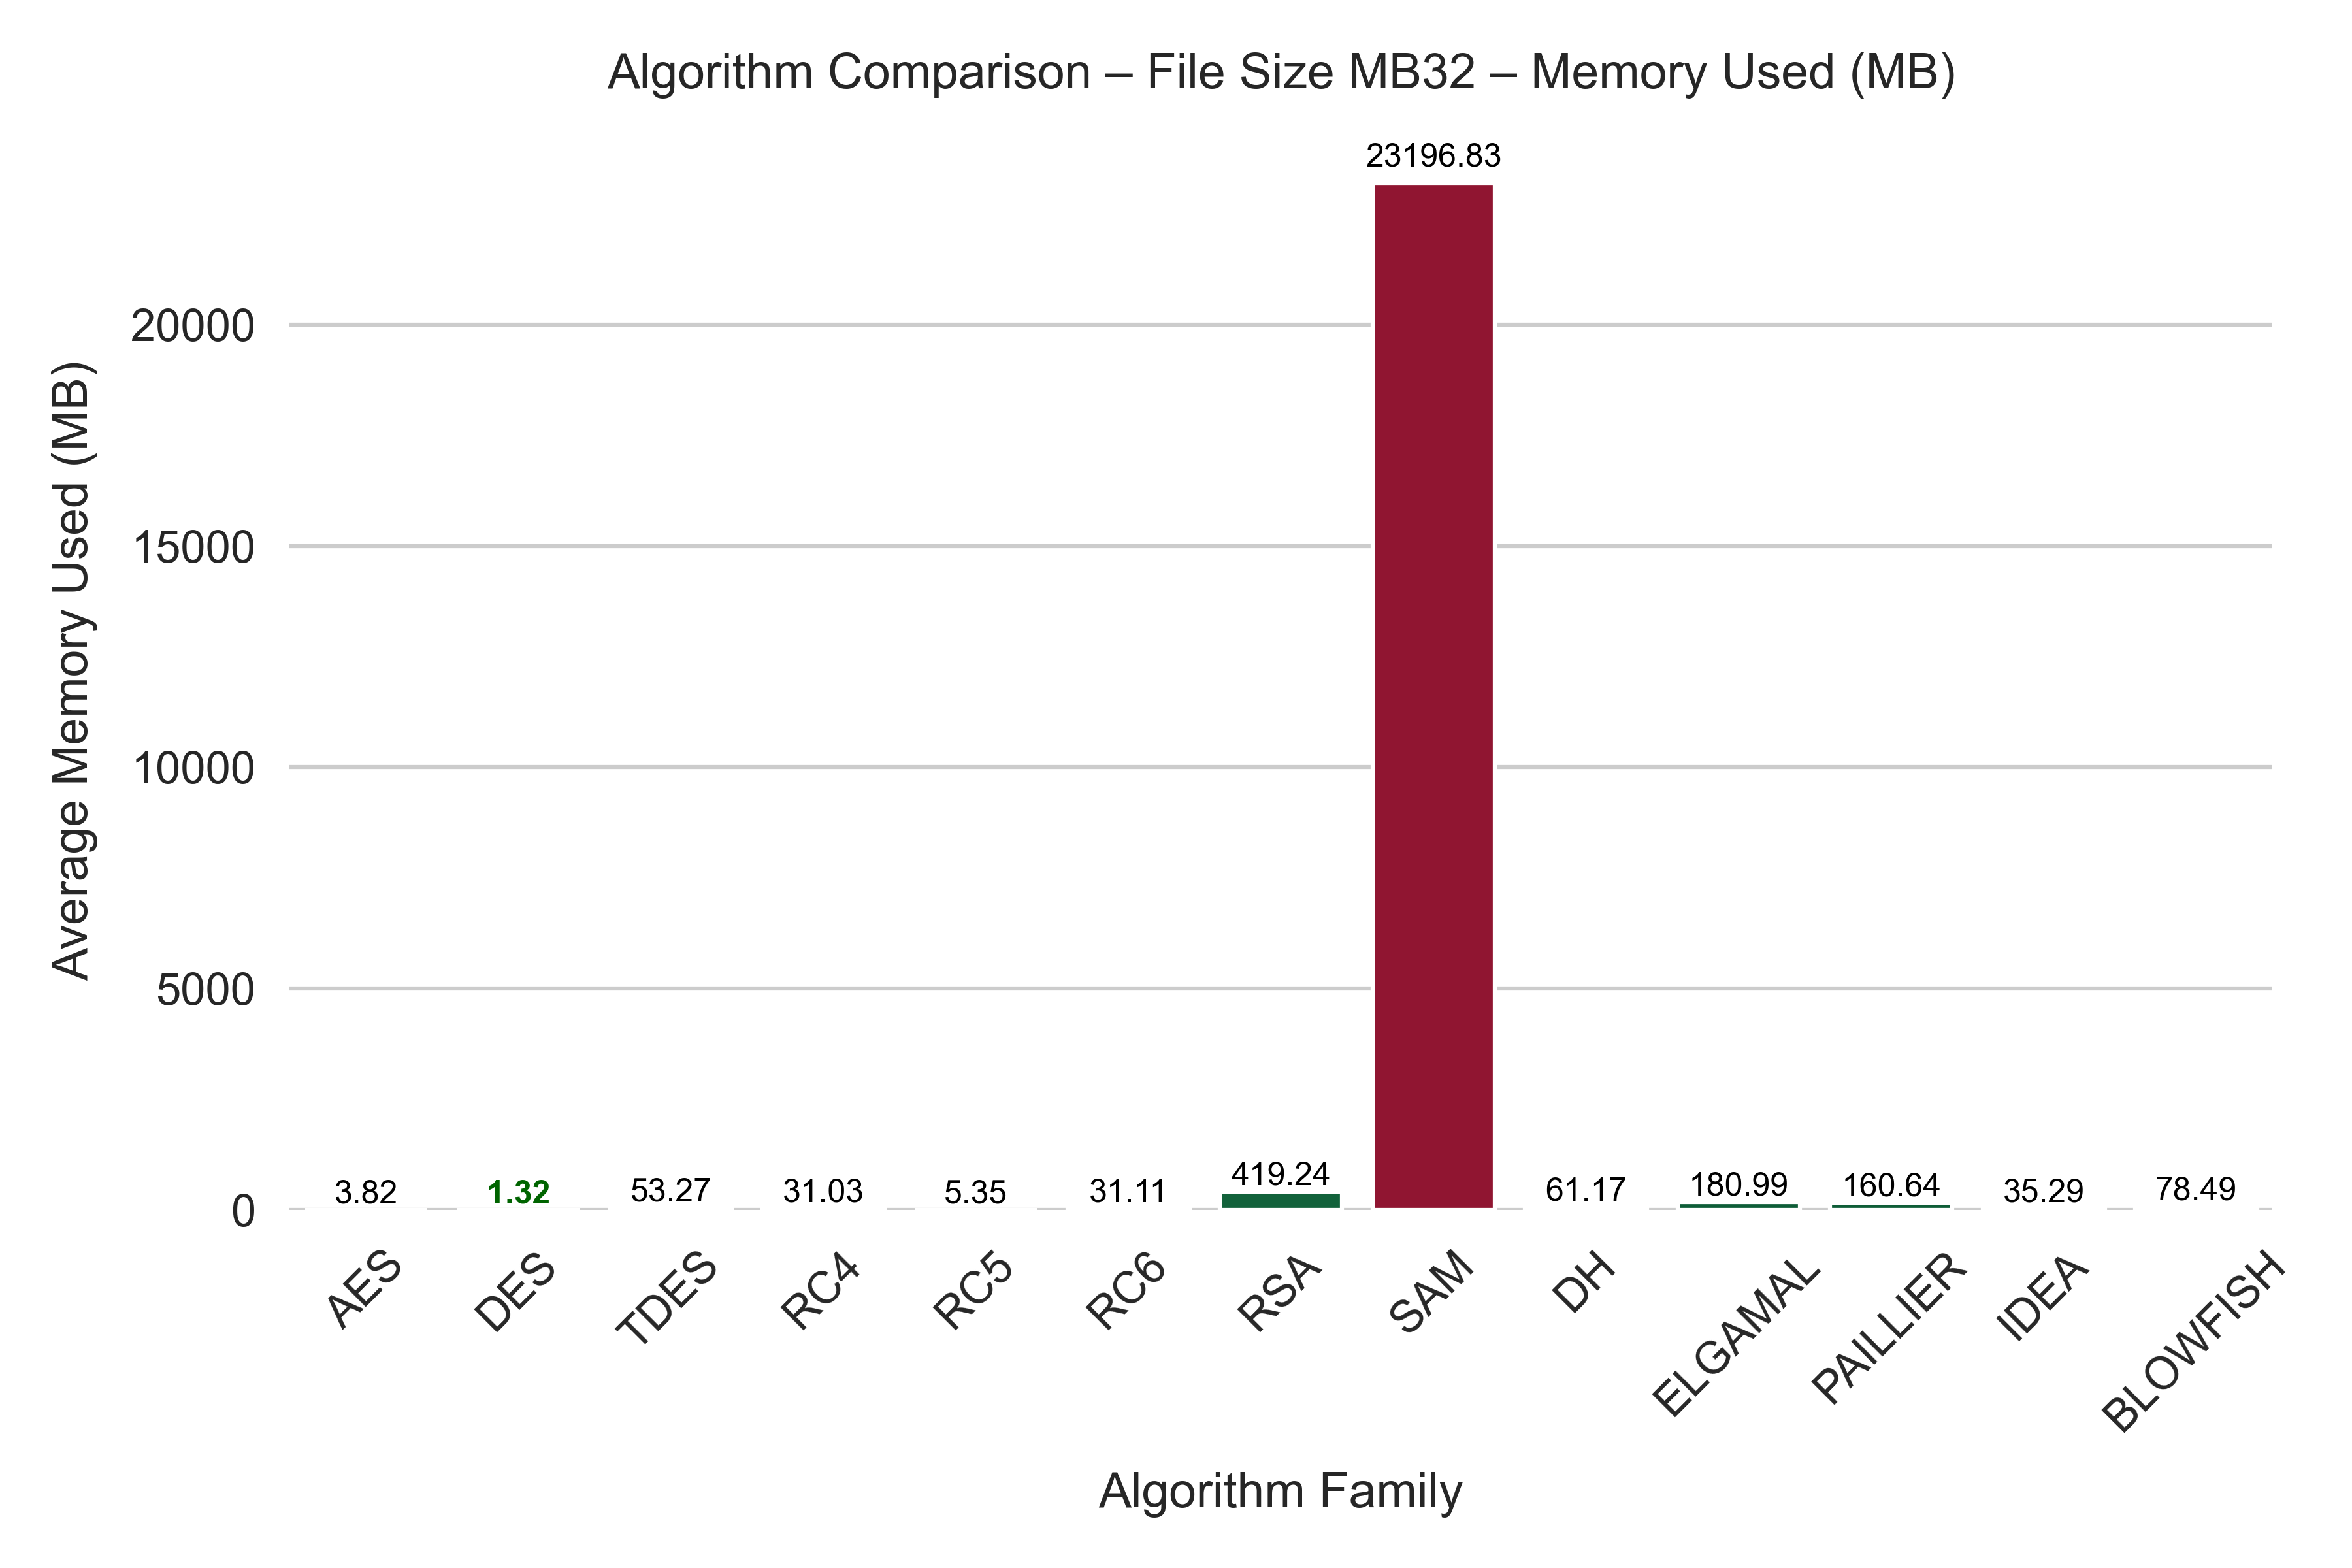 Algorithm Comparison – File Size MB32 – Memory Used (MB)
Average Memory Used (MB)
20000
15000
10000
5000
0
23196.83
3.82
1.32
53.27
31.03
5.35
31.11
419.24
61.17
180.99
160.64
35.29
78.49
AES
DES
TDES
RC4
RC5
RC6
RSA
SAM
DH
ELGAMAL
PAILLIER
IDEA
BLOWFISH
Algorithm Family